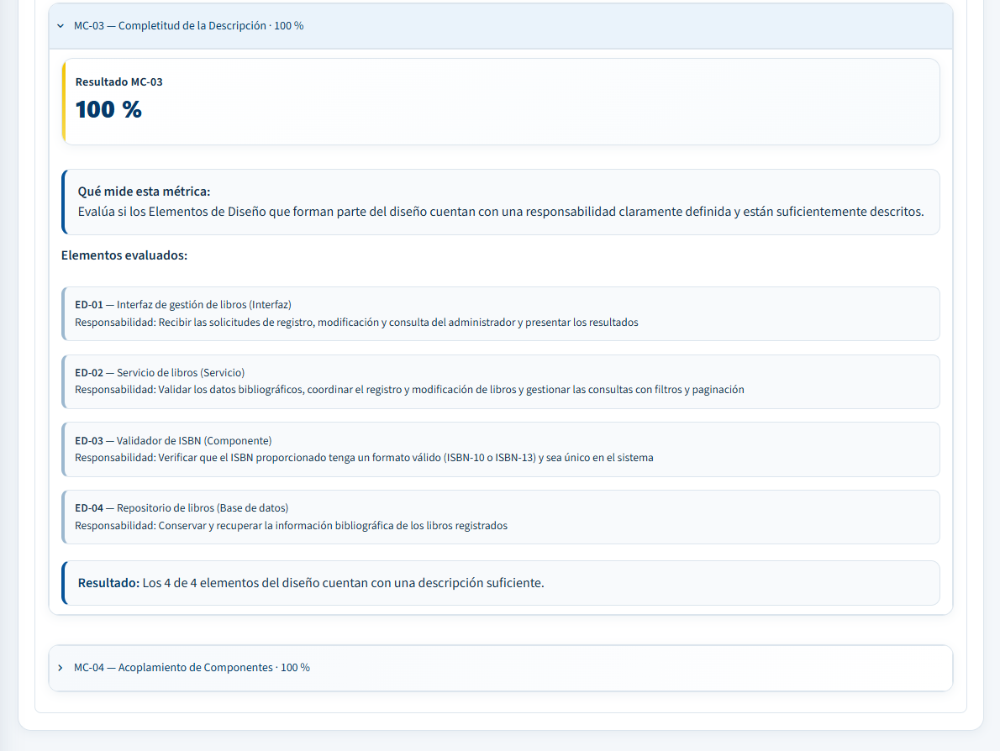 MC-03 — Completitud de la Descripción · 100 %
Resultado MC-03
100 %
Qué mide esta métrica:
Evalúa si los Elementos de Diseño que forman parte del diseño cuentan con una responsabilidad claramente definida y están suficientemente descritos.
Elementos evaluados:
ED-01 — Interfaz de gestión de libros (Interfaz)
Responsabilidad: Recibir las solicitudes de registro, modificación y consulta del administrador y presentar los resultados
ED-02 — Servicio de libros (Servicio)
Responsabilidad: Validar los datos bibliográficos, coordinar el registro y modificación de libros y gestionar las consultas con filtros y paginación
ED-03 — Validador de ISBN (Componente)
Responsabilidad: Verificar que el ISBN proporcionado tenga un formato válido (ISBN-10 o ISBN-13) y sea único en el sistema
ED-04 — Repositorio de libros (Base de datos)
Responsabilidad: Conservar y recuperar la información bibliográfica de los libros registrados
Resultado: Los 4 de 4 elementos del diseño cuentan con una descripción suficiente.
MC-04 — Acoplamiento de Componentes · 100 %